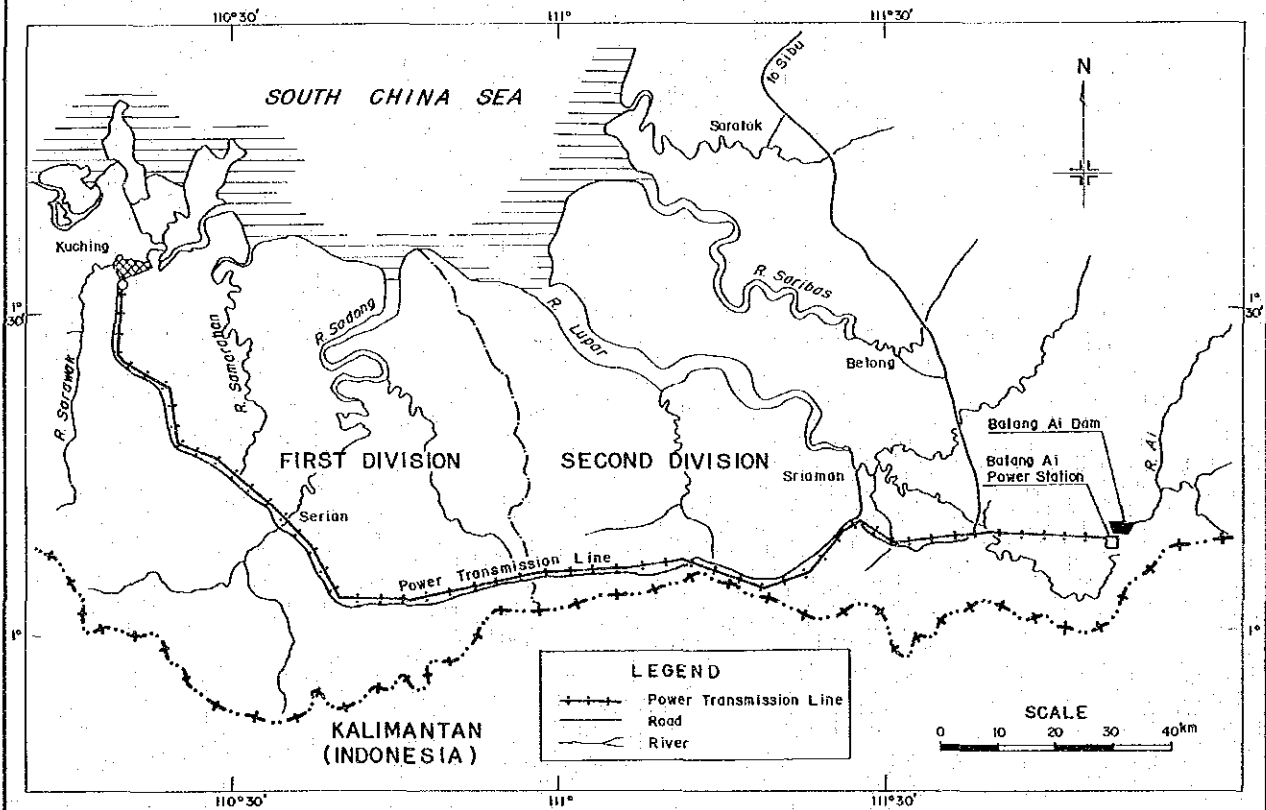 110°30′
111°
111°30′
SOUTH CHINA SEA
to Sibu
N
Saratok
Kuching
R. Saribas
1°
30′
R. Sadong
R. Lupar
1°
30′
R. Samarahan
Betong
R. Sarawak
Batang Ai Dam
R. Ai
FIRST DIVISION
SECOND DIVISION
Batang Ai
Power Station
Sriaman
Serian
Power Transmission Line
1°
1°
LEGEND
Power Transmission Line
Road
River
KALIMANTAN
(INDONESIA)
SCALE
0 10 20 30 40km
110°30′
111°
111°30′